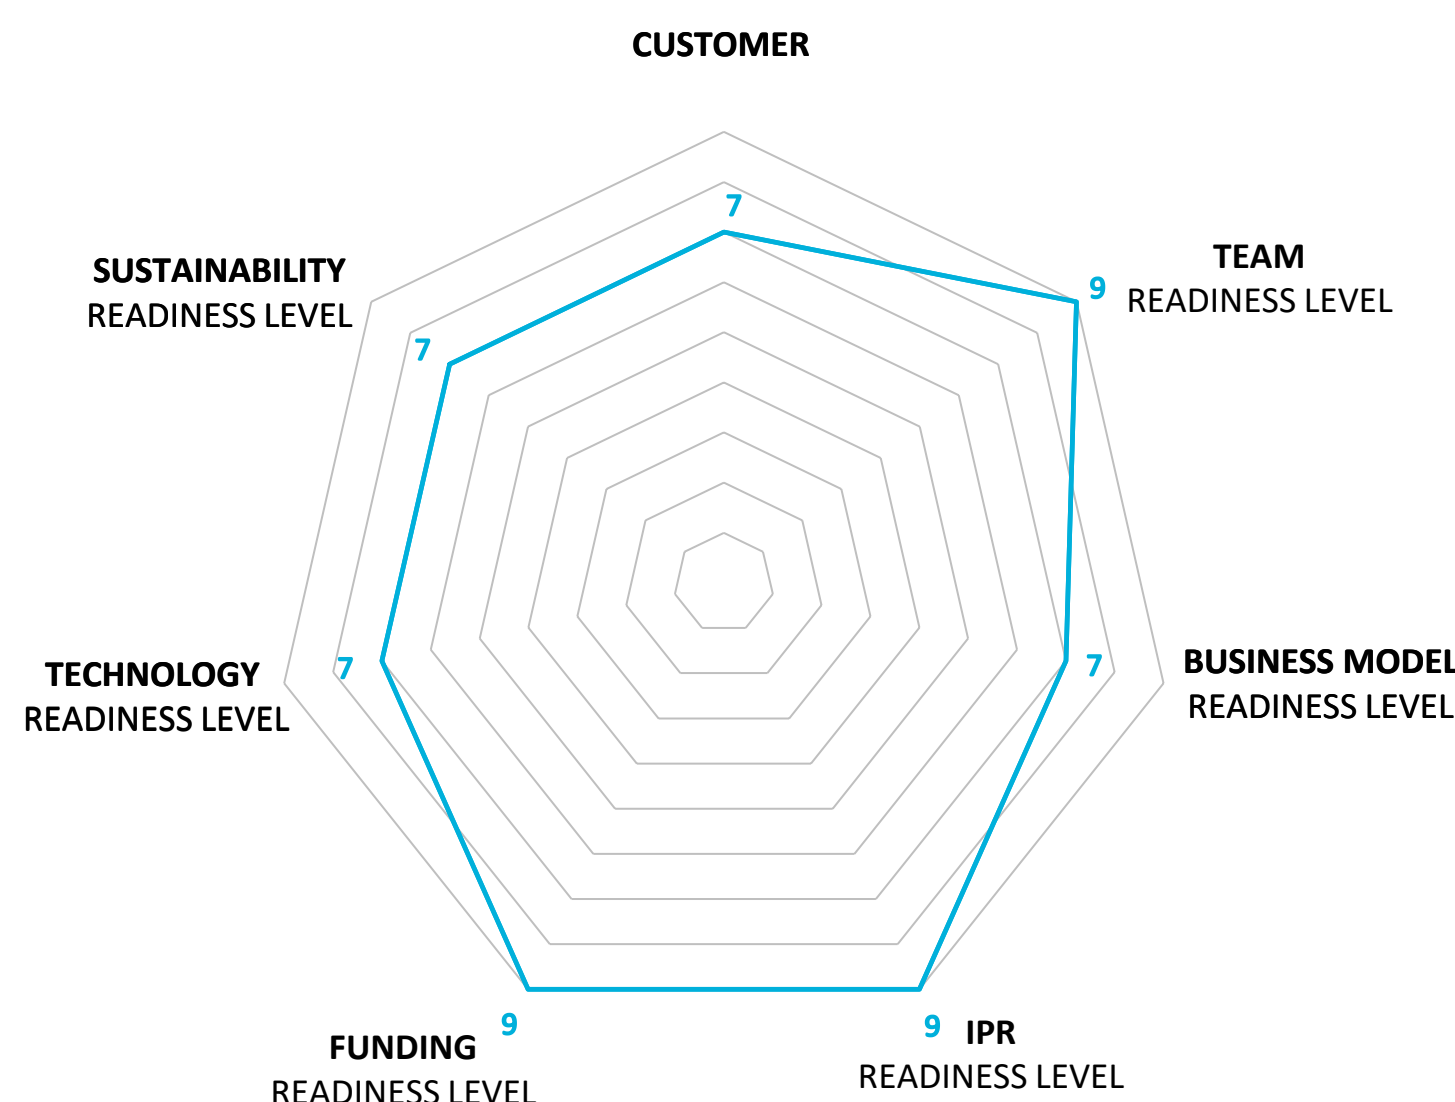 CUSTOMER
7
TEAM
READINESS LEVEL
9
SUSTAINABILITY
READINESS LEVEL
7
BUSINESS MODEL
READINESS LEVEL
7
TECHNOLOGY
READINESS LEVEL
7
9
IPR
READINESS LEVEL
9
FUNDING
READINESS LEVEL